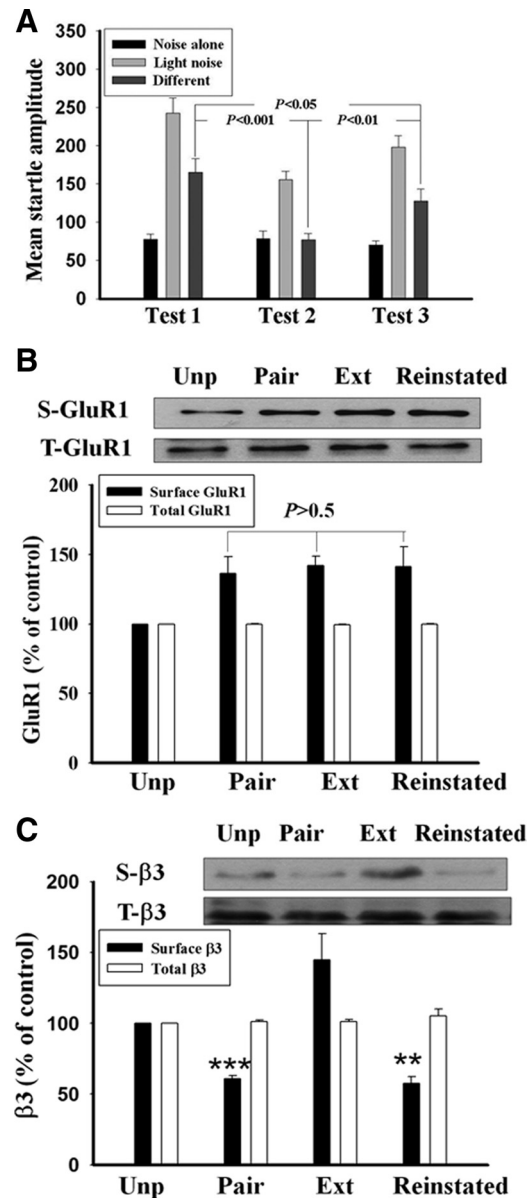 A
350
300
250
200
150
100
50
0
Mean startle amplitude
Noise alone
Light noise
Different
P<0.05
P<0.001
P<0.01
Test 1 Test 2 Test 3
B
Unp Pair Ext Reinstated
S-GluR1
T-GluR1
200
150
100
50
0
GluR1 (% of control)
Surface GluR1
Total GluR1
P>0.5
Unp Pair Ext Reinstated
C
Unp Pair Ext Reinstated
S-β3
T-β3
200
150
100
50
0
β3 (% of control)
Surface β3
Total β3
***
**
Unp Pair Ext Reinstated